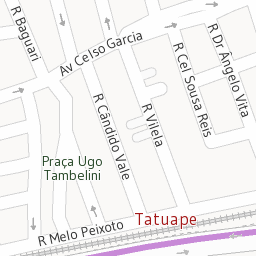 R Baguari
Av Celso Garcia
R Dr Ângelo Vita
R Cel Sousa Reis
R Vilela
R Cândido Vale
Praça Ugo
Tambelini
Tatuape
R Melo Peixoto